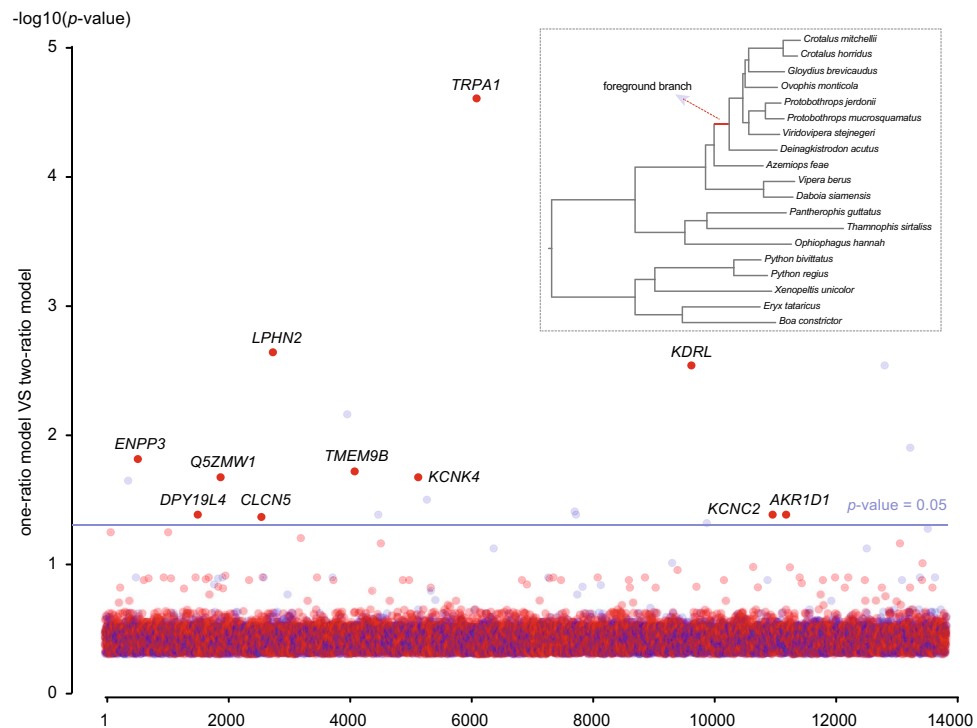 -log10(p-value)
one-ratio model VS two-ratio model
5
4
3
2
1
0
TRPA1
LPHN2
KDRL
ENPP3
Q5ZMW1
TMEM9B
KCNK4
DPY19L4
CLCN5
KCNC2
AKR1D1
p-value = 0.05
foreground branch
Crotalus mitchellii
Crotalus horridus
Gloydius brevicaudus
Ovophis monticola
Protobothrops jerdonii
Protobothrops mucrosquamatus
Viridovipera stejnegeri
Deinagkistrodon acutus
Azemiops feae
Vipera berus
Daboia siamensis
Pantherophis guttatus
Thamnophis sirtaliss
Ophiophagus hannah
Python bivittatus
Python regius
Xenopeltis unicolor
Eryx tataricus
Boa constrictor
1 2000 4000 6000 8000 10000 12000 14000